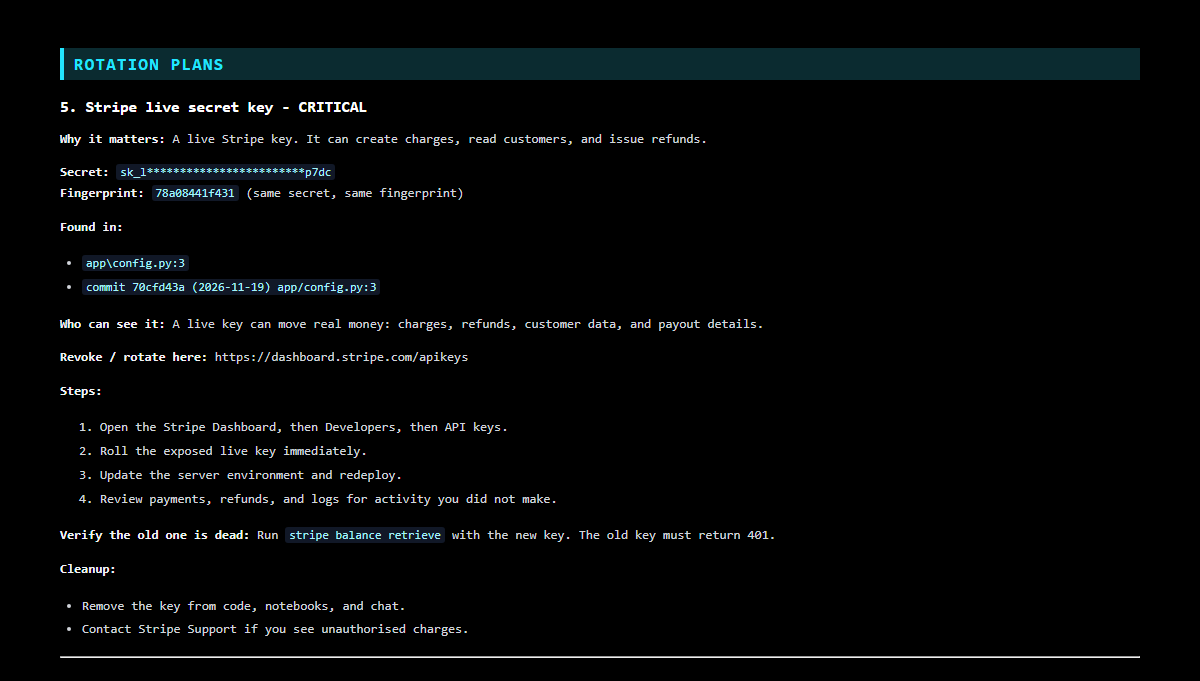 ROTATION PLANS
5. Stripe live secret key - CRITICAL
Why it matters: A live Stripe key. It can create charges, read customers, and issue refunds.
Secret: sk_l************************p7dc
Fingerprint: 78a08441f431 (same secret, same fingerprint)
Found in:
• app\config.py:3
• commit 70cfd43a (2026-11-19) app/config.py:3
Who can see it: A live key can move real money: charges, refunds, customer data, and payout details.
Revoke / rotate here: https://dashboard.stripe.com/apikeys
Steps:
1. Open the Stripe Dashboard, then Developers, then API keys.
2. Roll the exposed live key immediately.
3. Update the server environment and redeploy.
4. Review payments, refunds, and logs for activity you did not make.
Verify the old one is dead: Run stripe balance retrieve with the new key. The old key must return 401.
Cleanup:
• Remove the key from code, notebooks, and chat.
• Contact Stripe Support if you see unauthorised charges.